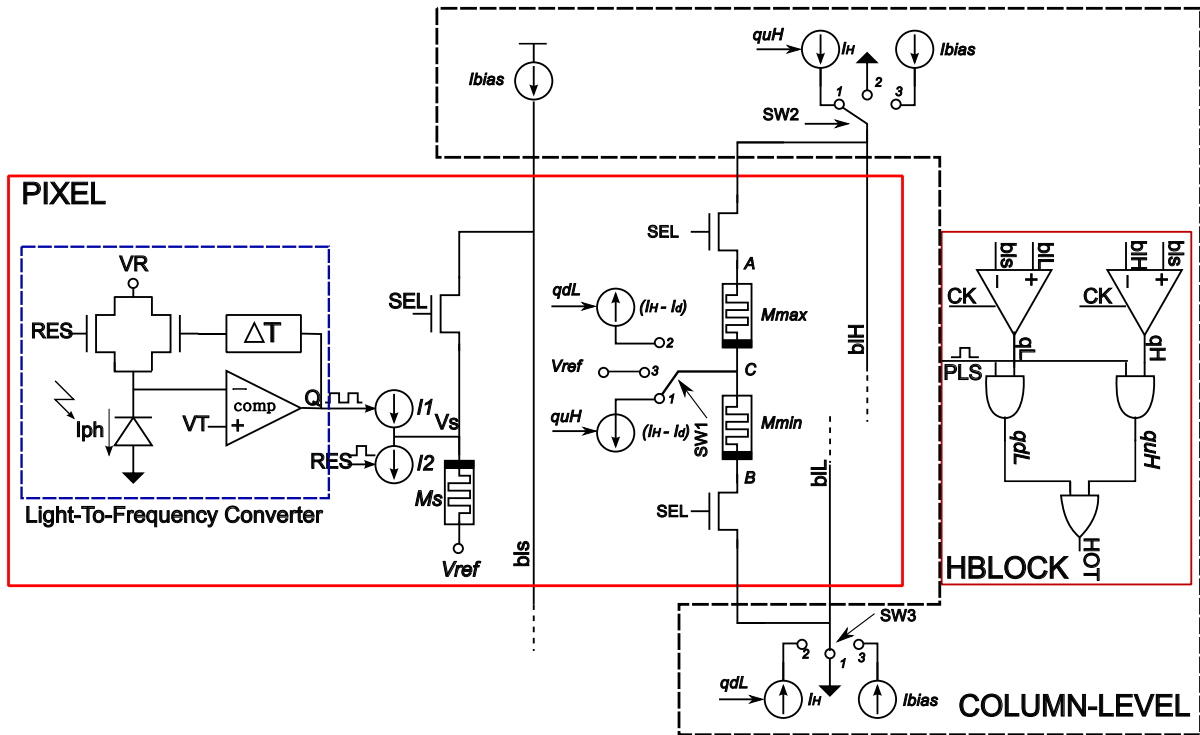 quH
IH
Ibias
Ibias
1
2
3
SW2
PIXEL
VR
RES
ΔT
Iph
VT
comp
Q
RES
I1
I2
Vs
SEL
Ms
Vref
bls
Light-To-Frequency Converter
SEL
A
qdL
(IH - Id)
2
Mmax
Vref
3
C
1
quH
(IH - Id)
SW1
Mmin
B
SEL
blH
blL
bls
blL
blH
bls
CK
CK
qL
qH
PLS
qdL
quH
HOT
HBLOCK
SW3
2
1
3
qdL
IH
Ibias
COLUMN-LEVEL